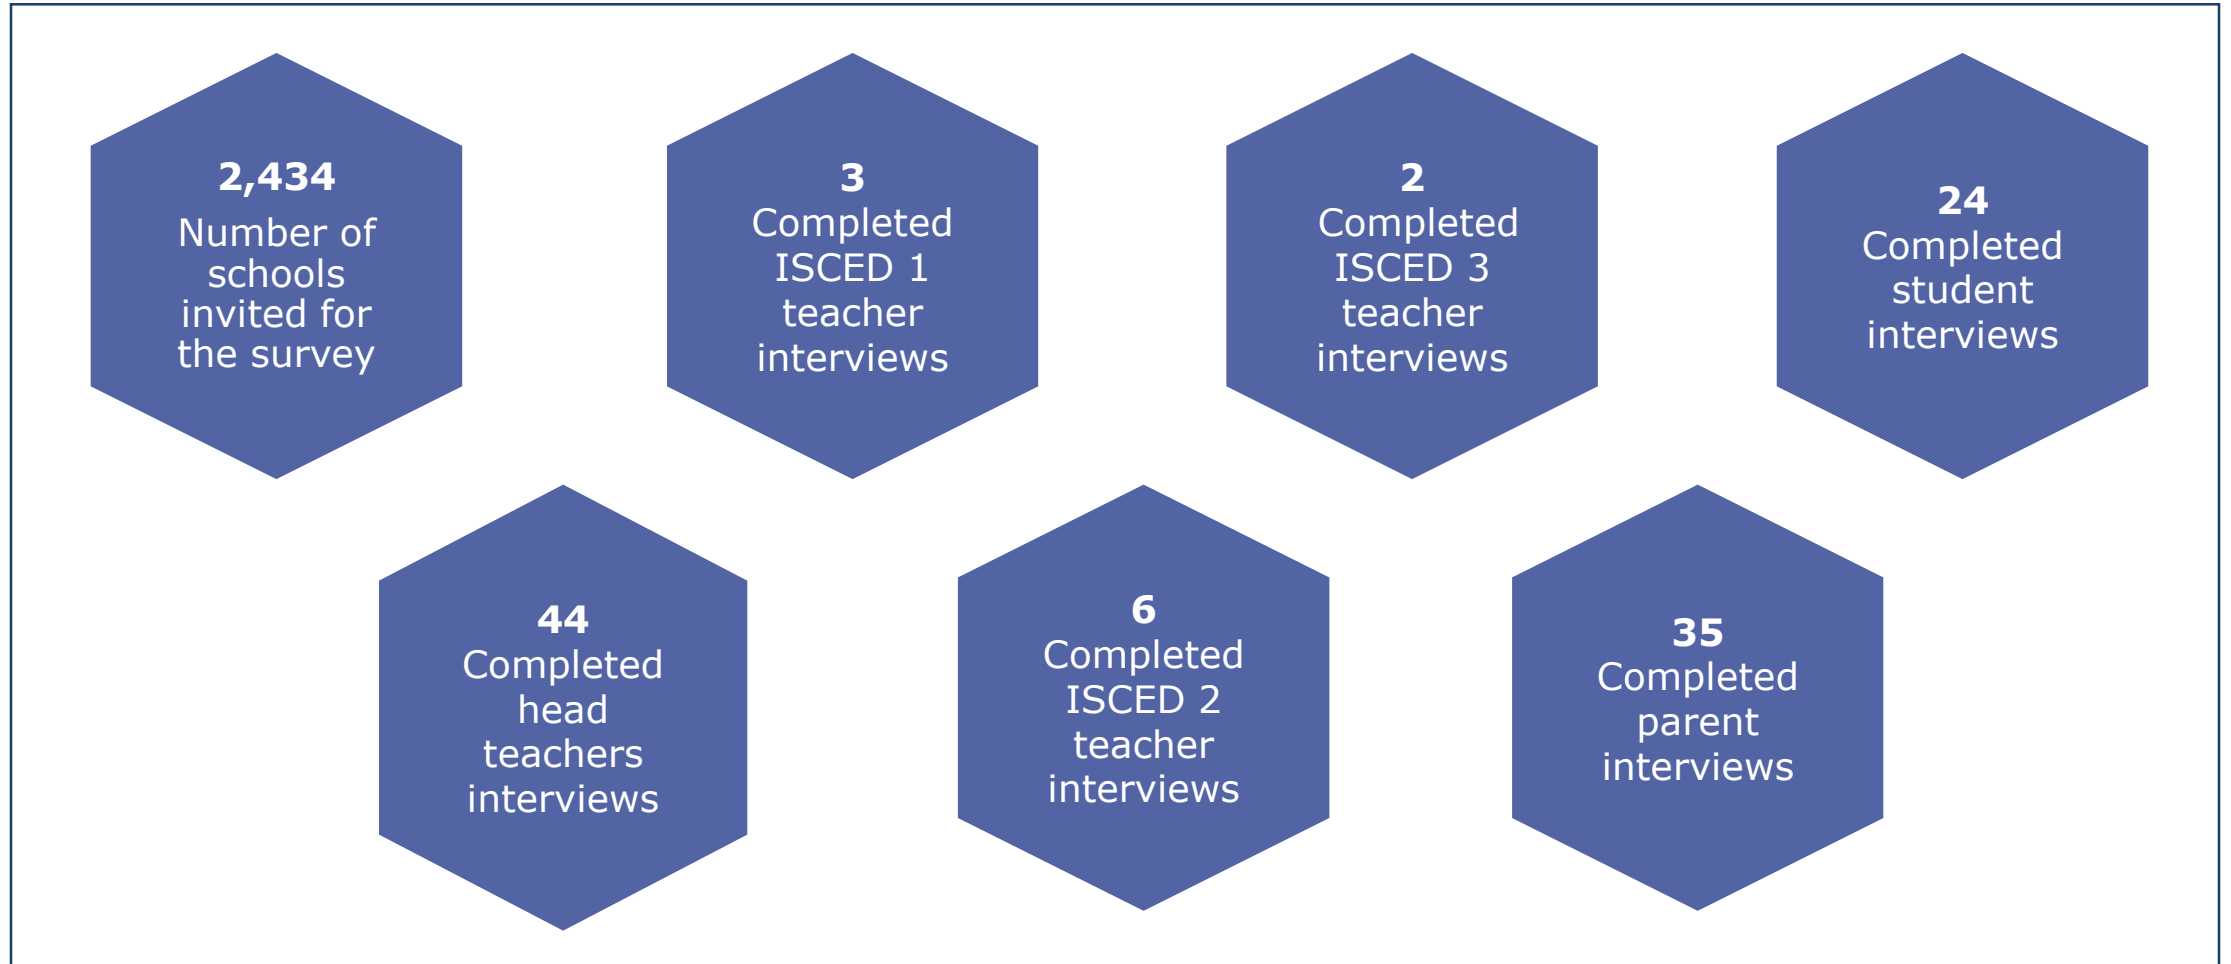 2,434
Number of
schools
invited for
the survey
3
Completed
ISCED 1
teacher
interviews
2
Completed
ISCED 3
teacher
interviews
24
Completed
student
interviews
44
Completed
head
teachers
interviews
6
Completed
ISCED 2
teacher
interviews
35
Completed
parent
interviews